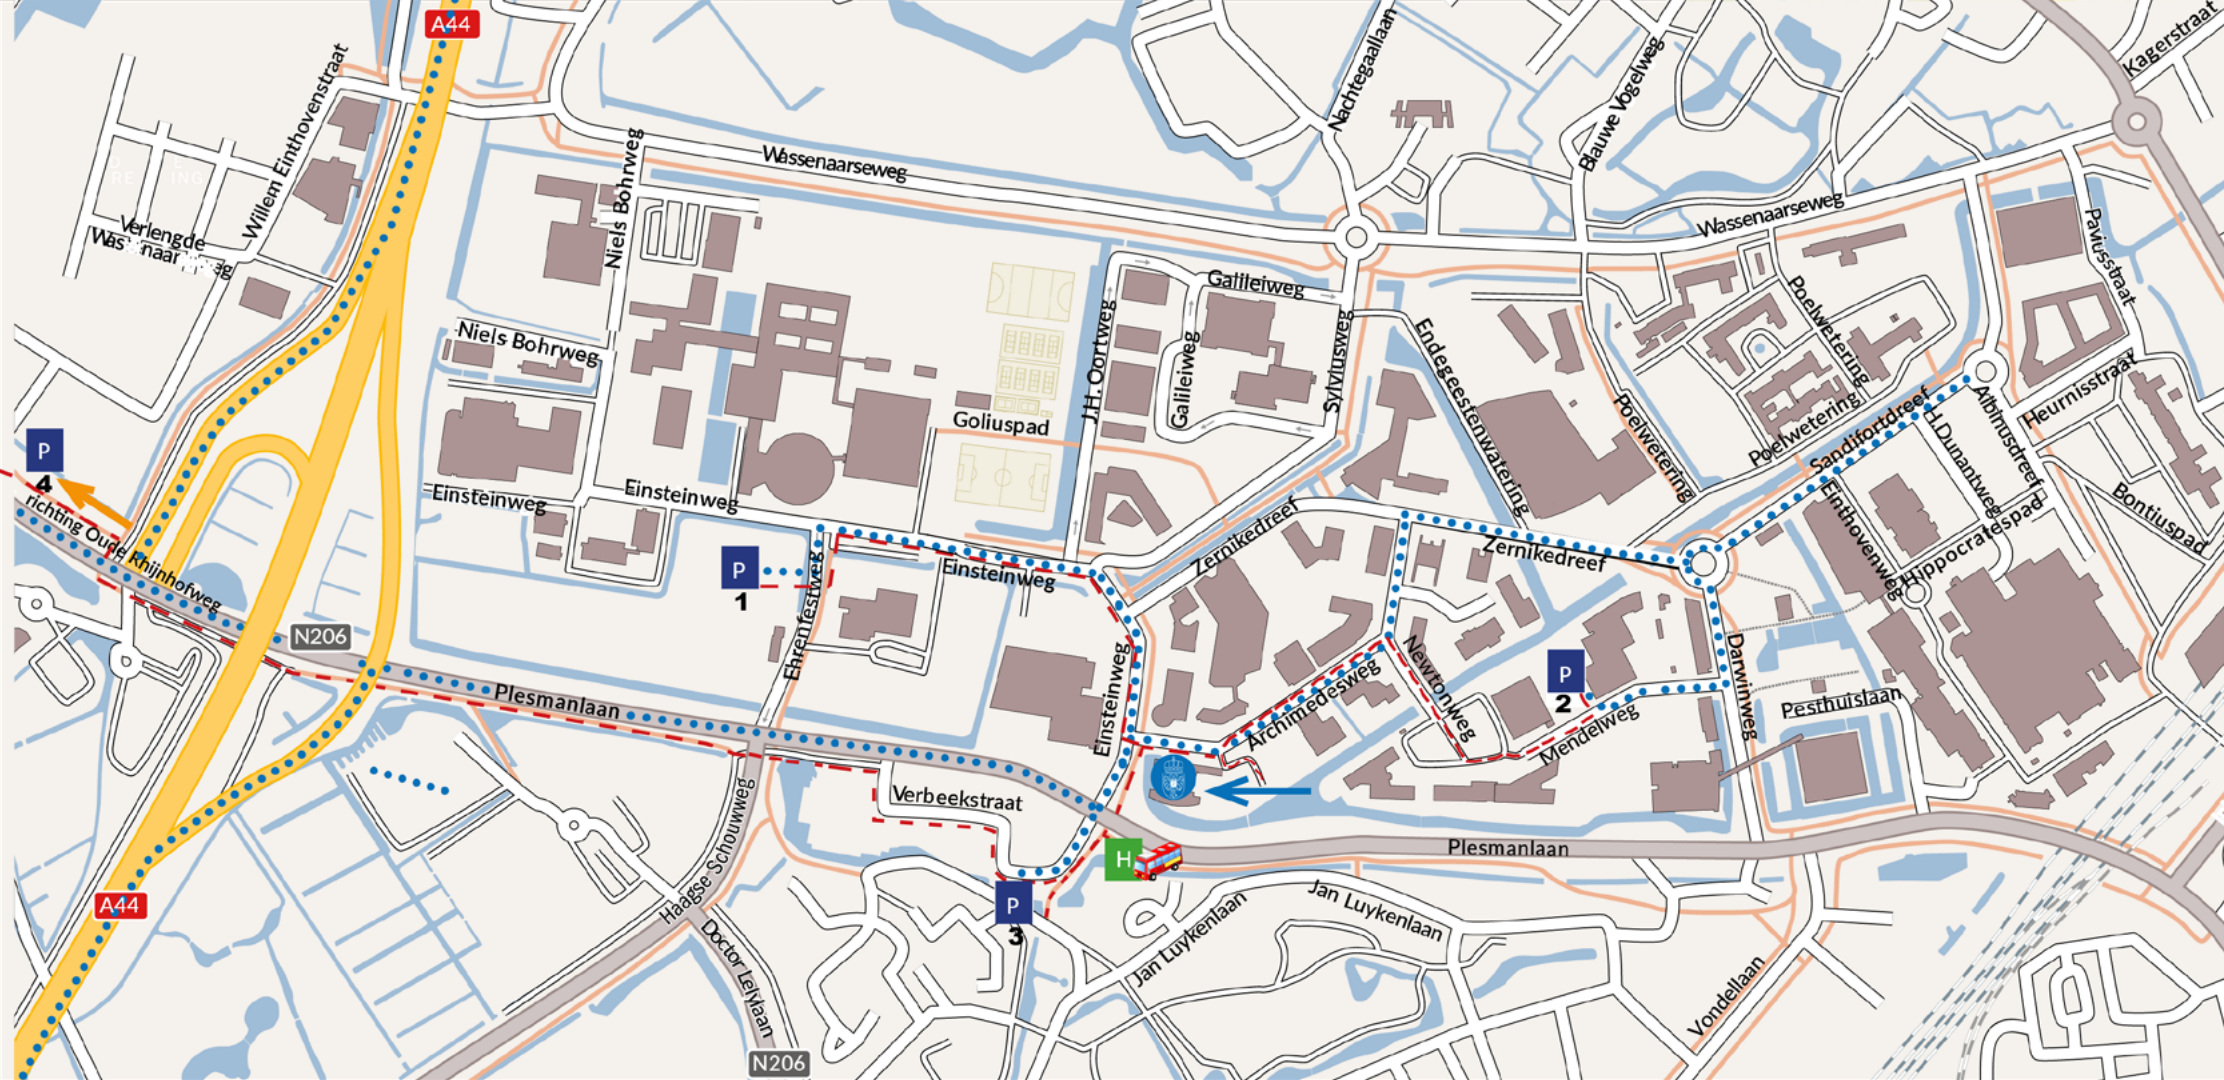 A44
Kagerstraat
Nachtegaallaan
Blauwe Vogelweg
Willem Einthovenstraat
Niels Bohrweg
Wassenaarseweg
Wassenaarseweg
Verlengde
Paviusstraat
Galileiweg
Poelwetering
J.H. Oortweg
Galileiweg
Sylviusweg
Endegeestenwatering
Niels Bohrweg
Poelwetering
Poelwetering
Heurnisstraat
Albinusdreef
Sandifortdreef
H.Dunantweg
Goliuspad
P
4
Einsteinweg
Einsteinweg
richting Oude Rhijnhofweg
Zernikedreef
Zernikedreef
Einthovenweg
Hippocratespad
Bontiuspad
P
1
Einsteinweg
Ehrenfestweg
N206
Einsteinweg
Archimedesweg
Newtonweg
P
2
Mendelweg
Darwinweg
Pesthuislaan
Plesmanlaan
Verbeekstraat
Haagse Schouwweg
H
Plesmanlaan
A44
P
3
Jan Luykenlaan
Jan Luykenlaan
Doctor Lelylaan
Vondellaan
N206